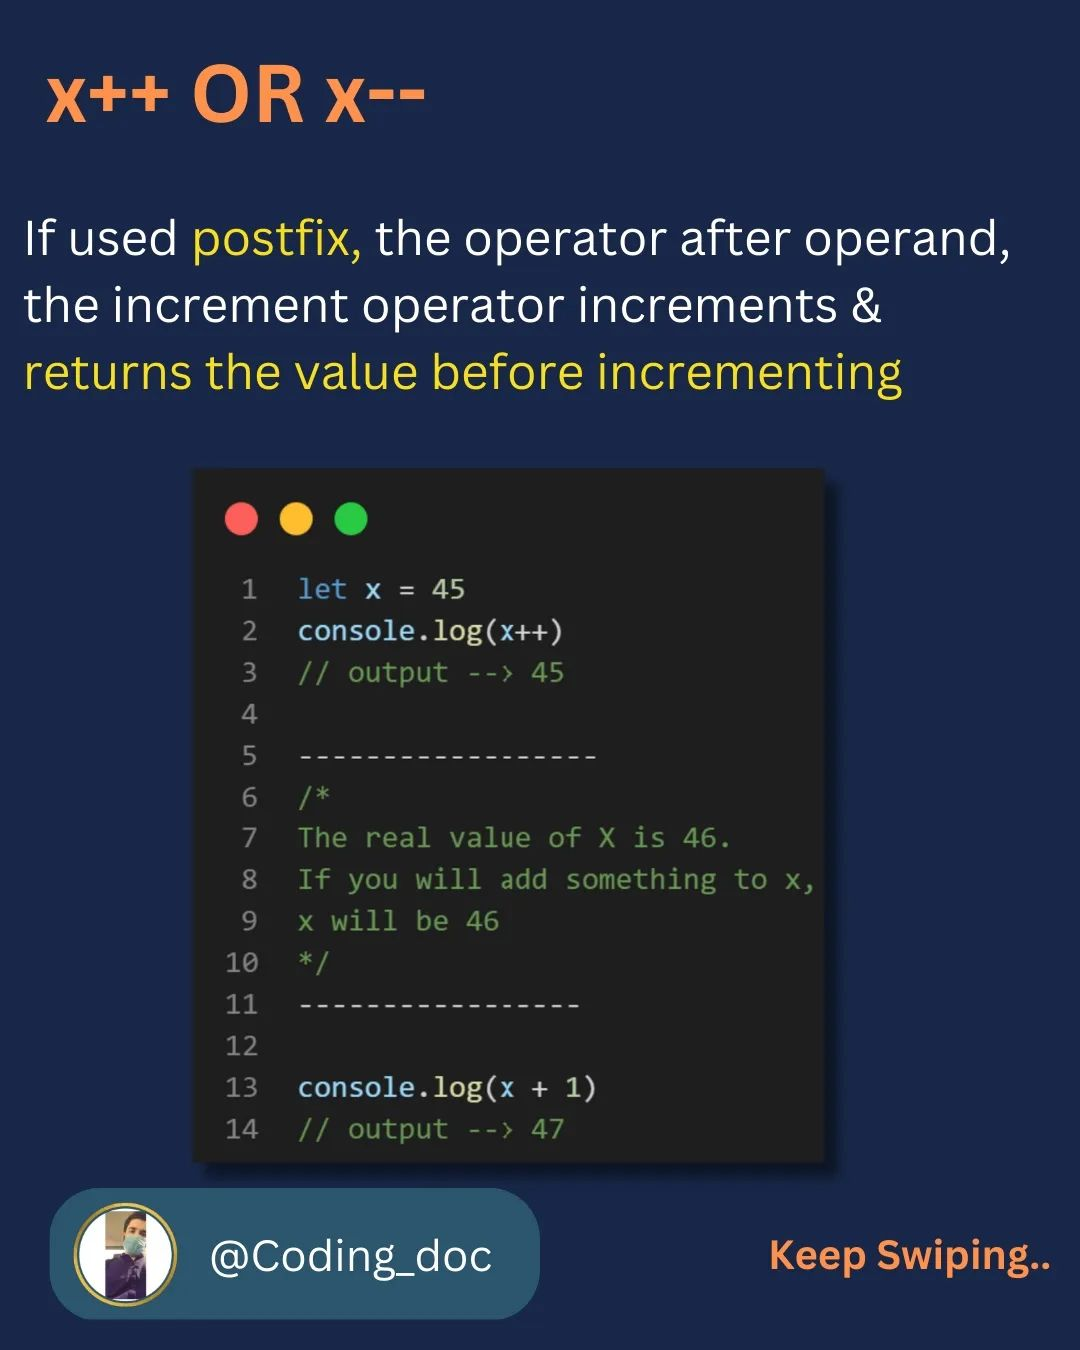 x++ OR x--
If used postfix, the operator after operand,
the increment operator increments &
returns the value before incrementing
1 let x = 45
2 console.log(x++)
3 // output --> 45
4
5 ------------------
6 /*
7 The real value of X is 46.
8 If you will add something to x,
9 x will be 46
10 */
11 -----------------
12
13 console.log(x + 1)
14 // output --> 47
@Coding_doc
Keep Swiping..